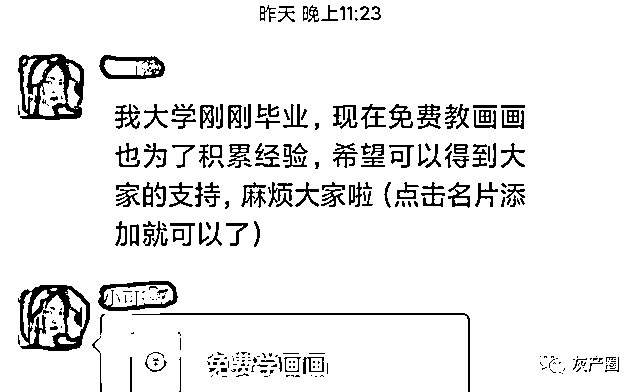 昨天 晚上11:23
我大学刚刚毕业，现在免费教画画
也为了积累经验，希望可以得到大
家的支持，麻烦大家啦（点击名片添
加就可以了）
免费学画画
灰产圈